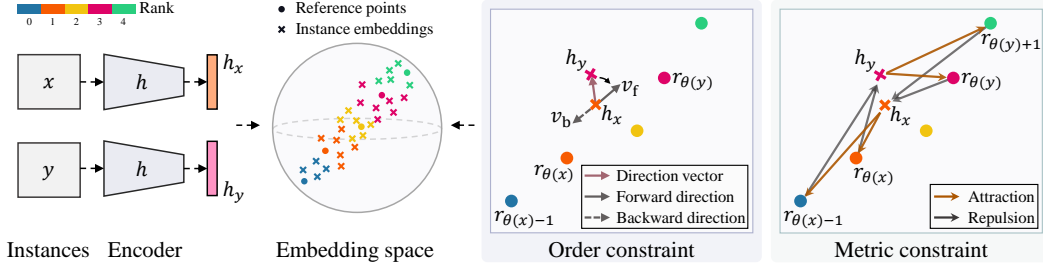 Rank
0 1 2 3 4
x
h
h_x
y
h
h_y
Instances
Encoder
Reference points
Instance embeddings
Embedding space
h_y
v_f
r_θ(y)
v_b
h_x
r_θ(x)
r_θ(x)−1
Direction vector
Forward direction
Backward direction
Order constraint
r_θ(y)+1
h_y
r_θ(y)
h_x
r_θ(x)
r_θ(x)−1
Attraction
Repulsion
Metric constraint